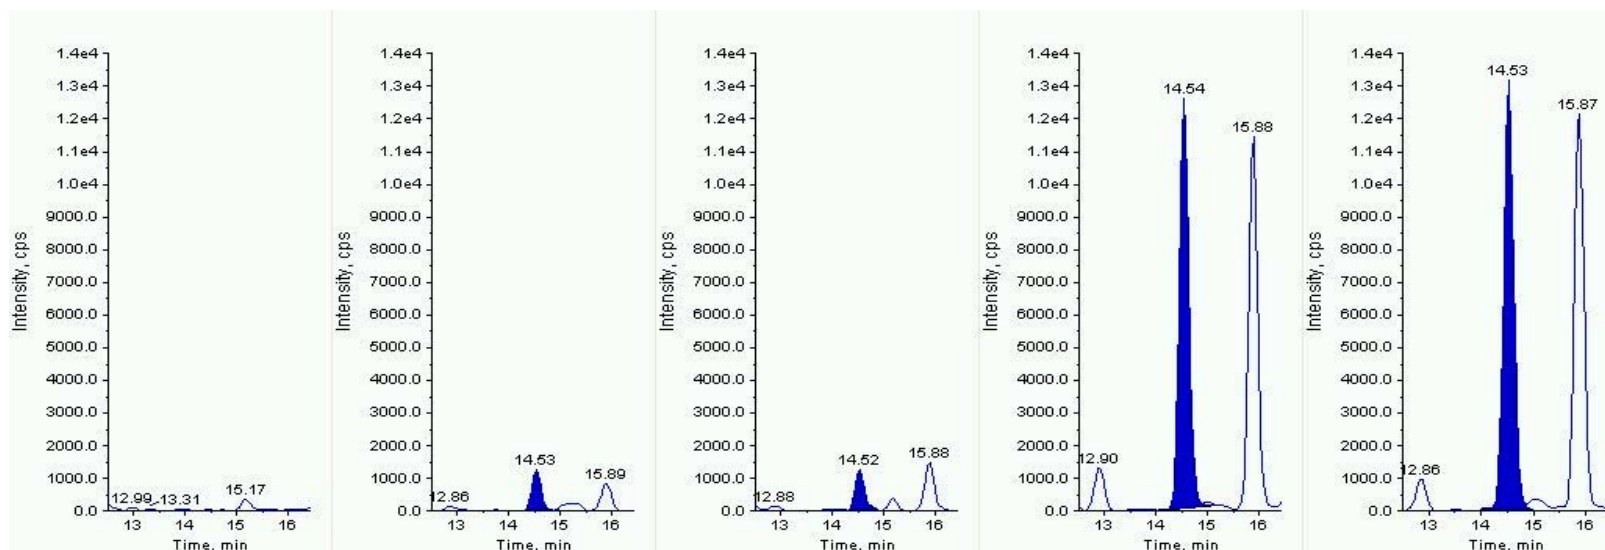 1.4e4
1.3e4
1.2e4
1.1e4
1.0e4
9000.0
8000.0
7000.0
6000.0
5000.0
4000.0
3000.0
2000.0
1000.0
0.0
Intensity, cps
12.99
13.31
15.17
13 14 15 16
Time, min
1.4e4
1.3e4
1.2e4
1.1e4
1.0e4
9000.0
8000.0
7000.0
6000.0
5000.0
4000.0
3000.0
2000.0
1000.0
0.0
Intensity, cps
12.86
14.53
15.89
13 14 15 16
Time, min
1.4e4
1.3e4
1.2e4
1.1e4
1.0e4
9000.0
8000.0
7000.0
6000.0
5000.0
4000.0
3000.0
2000.0
1000.0
0.0
Intensity, cps
12.88
14.52
15.88
13 14 15 16
Time, min
1.4e4
1.3e4
1.2e4
1.1e4
1.0e4
9000.0
8000.0
7000.0
6000.0
5000.0
4000.0
3000.0
2000.0
1000.0
0.0
Intensity, cps
12.90
14.54
15.88
13 14 15 16
Time, min
1.4e4
1.3e4
1.2e4
1.1e4
1.0e4
9000.0
8000.0
7000.0
6000.0
5000.0
4000.0
3000.0
2000.0
1000.0
0.0
Intensity, cps
12.86
14.53
15.87
13 14 15 16
Time, min